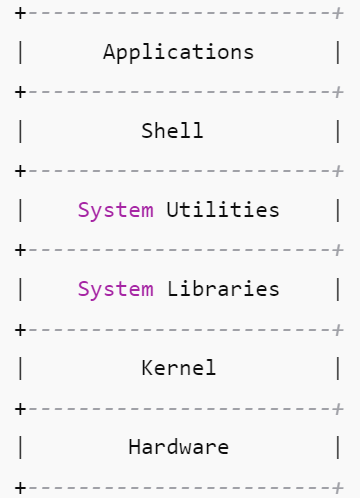 +------------------------+
|      Applications      |
+------------------------+
|         Shell          |
+------------------------+
|    System Utilities    |
+------------------------+
|    System Libraries    |
+------------------------+
|         Kernel         |
+------------------------+
|        Hardware        |
+------------------------+